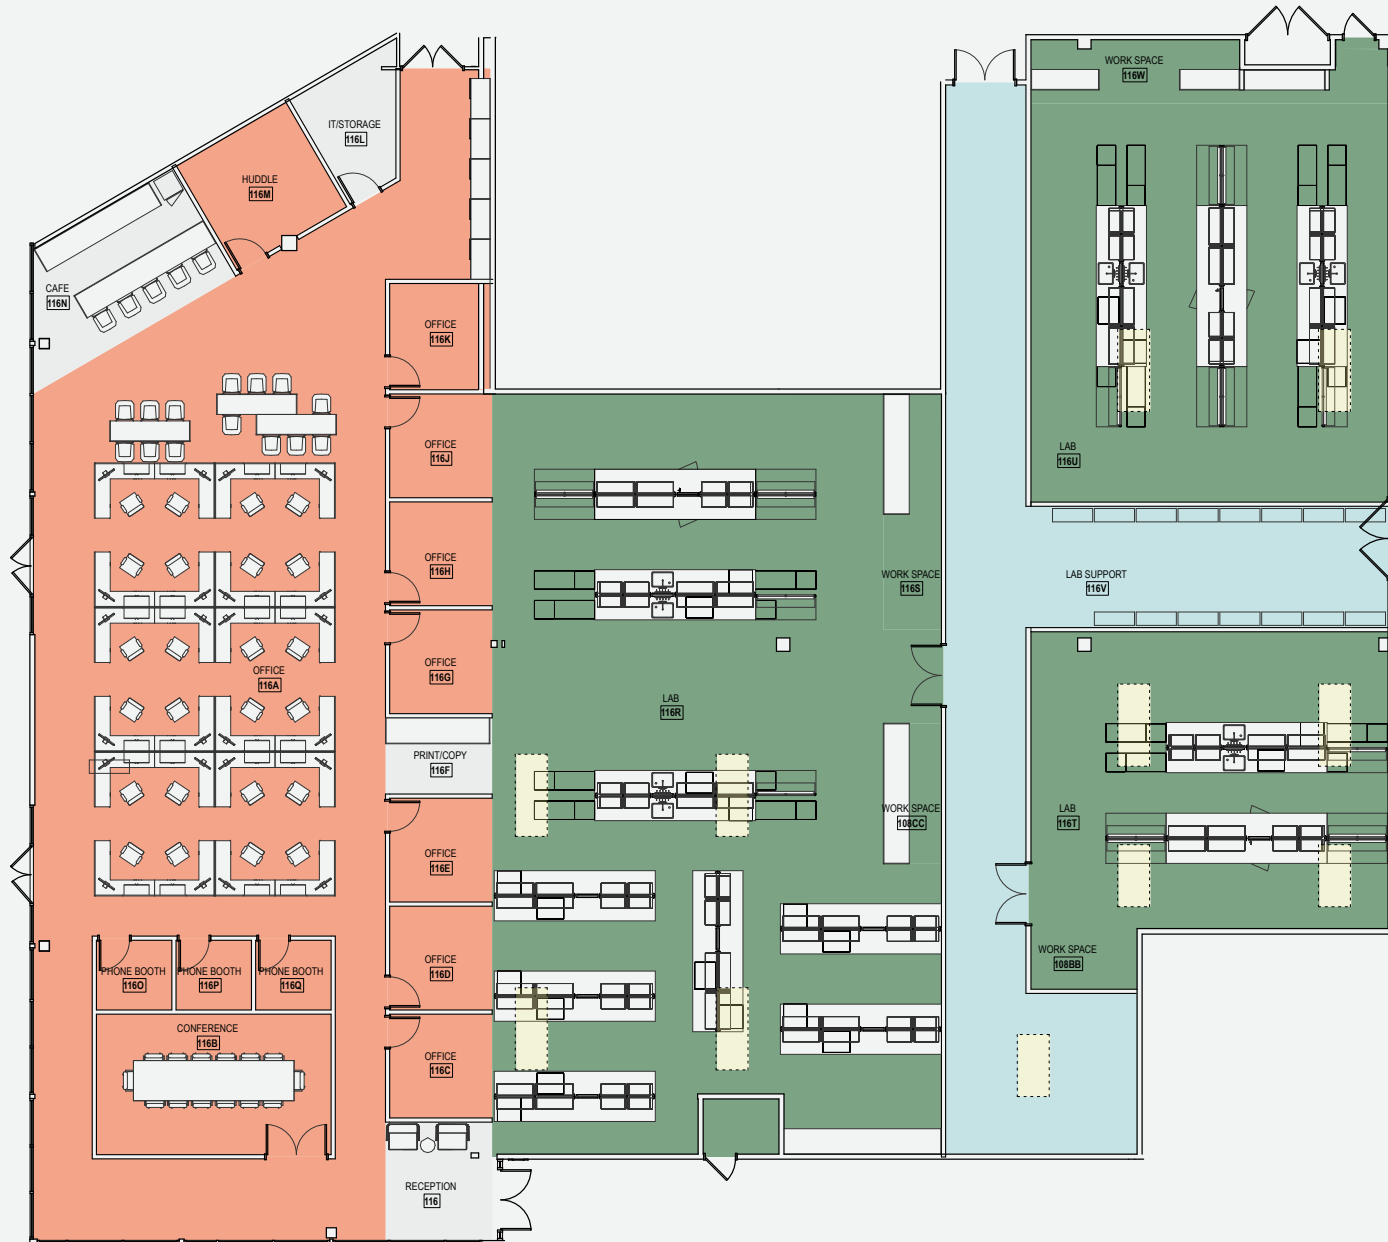 WORK SPACE
116W
IT/STORAGE
116L
HUDDLE
116M
CAFE
116N
OFFICE
116K
OFFICE
116J
LAB
116U
OFFICE
116H
WORK SPACE
116S
LAB SUPPORT
116V
OFFICE
116G
OFFICE
116A
LAB
116R
PRINT/COPY
116F
WORK SPACE
108CC
LAB
116T
OFFICE
116E
OFFICE
116D
WORK SPACE
108BB
PHONE BOOTH
116O
PHONE BOOTH
116P
PHONE BOOTH
116Q
CONFERENCE
116B
OFFICE
116C
RECEPTION
116